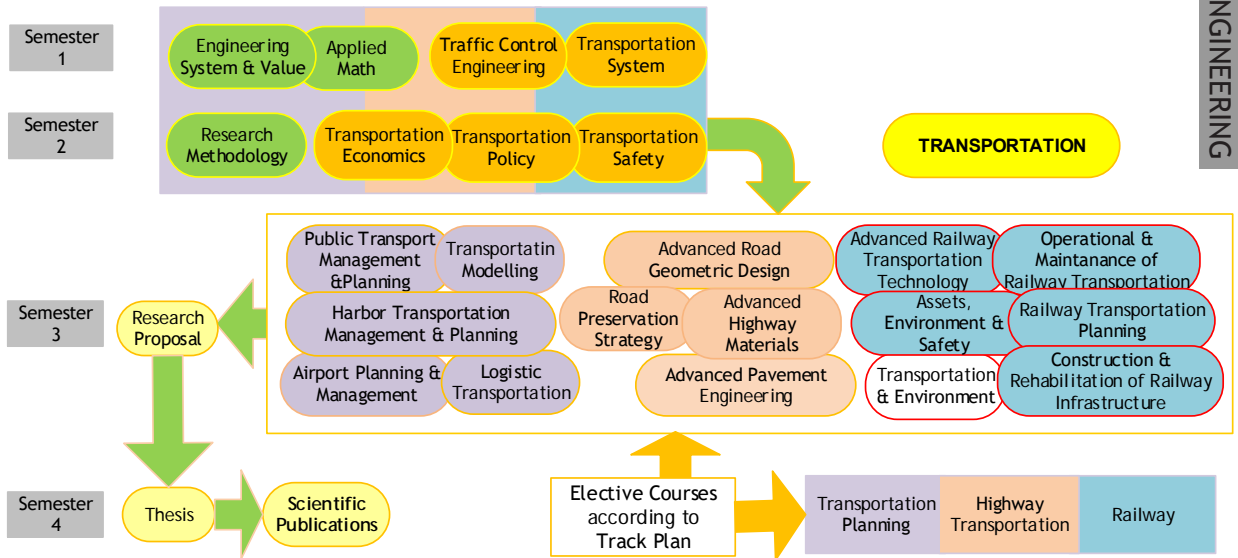 NGINEERING
Semester
1
Engineering
System & Value
Applied
Math
Traffic Control
Engineering
Transportation
System
Semester
2
Research
Methodology
Transportation
Economics
Transportation
Policy
Transportation
Safety
TRANSPORTATION
Semester
3
Research
Proposal
Public Transport
Management
&Planning
Transportatin
Modelling
Harbor Transportation
Management & Planning
Airport Planning &
Management
Logistic
Transportation
Advanced Road
Geometric Design
Road
Preservation
Strategy
Advanced
Highway
Materials
Advanced Pavement
Engineering
Advanced Railway
Transportation
Technology
Operational &
Maintanance of
Railway Transportation
Assets,
Environment &
Safety
Railway Transportation
Planning
Transportation
& Environment
Construction &
Rehabilitation of Railway
Infrastructure
Semester
4
Thesis
Scientific
Publications
Elective Courses
according to
Track Plan
Transportation
Planning
Highway
Transportation
Railway